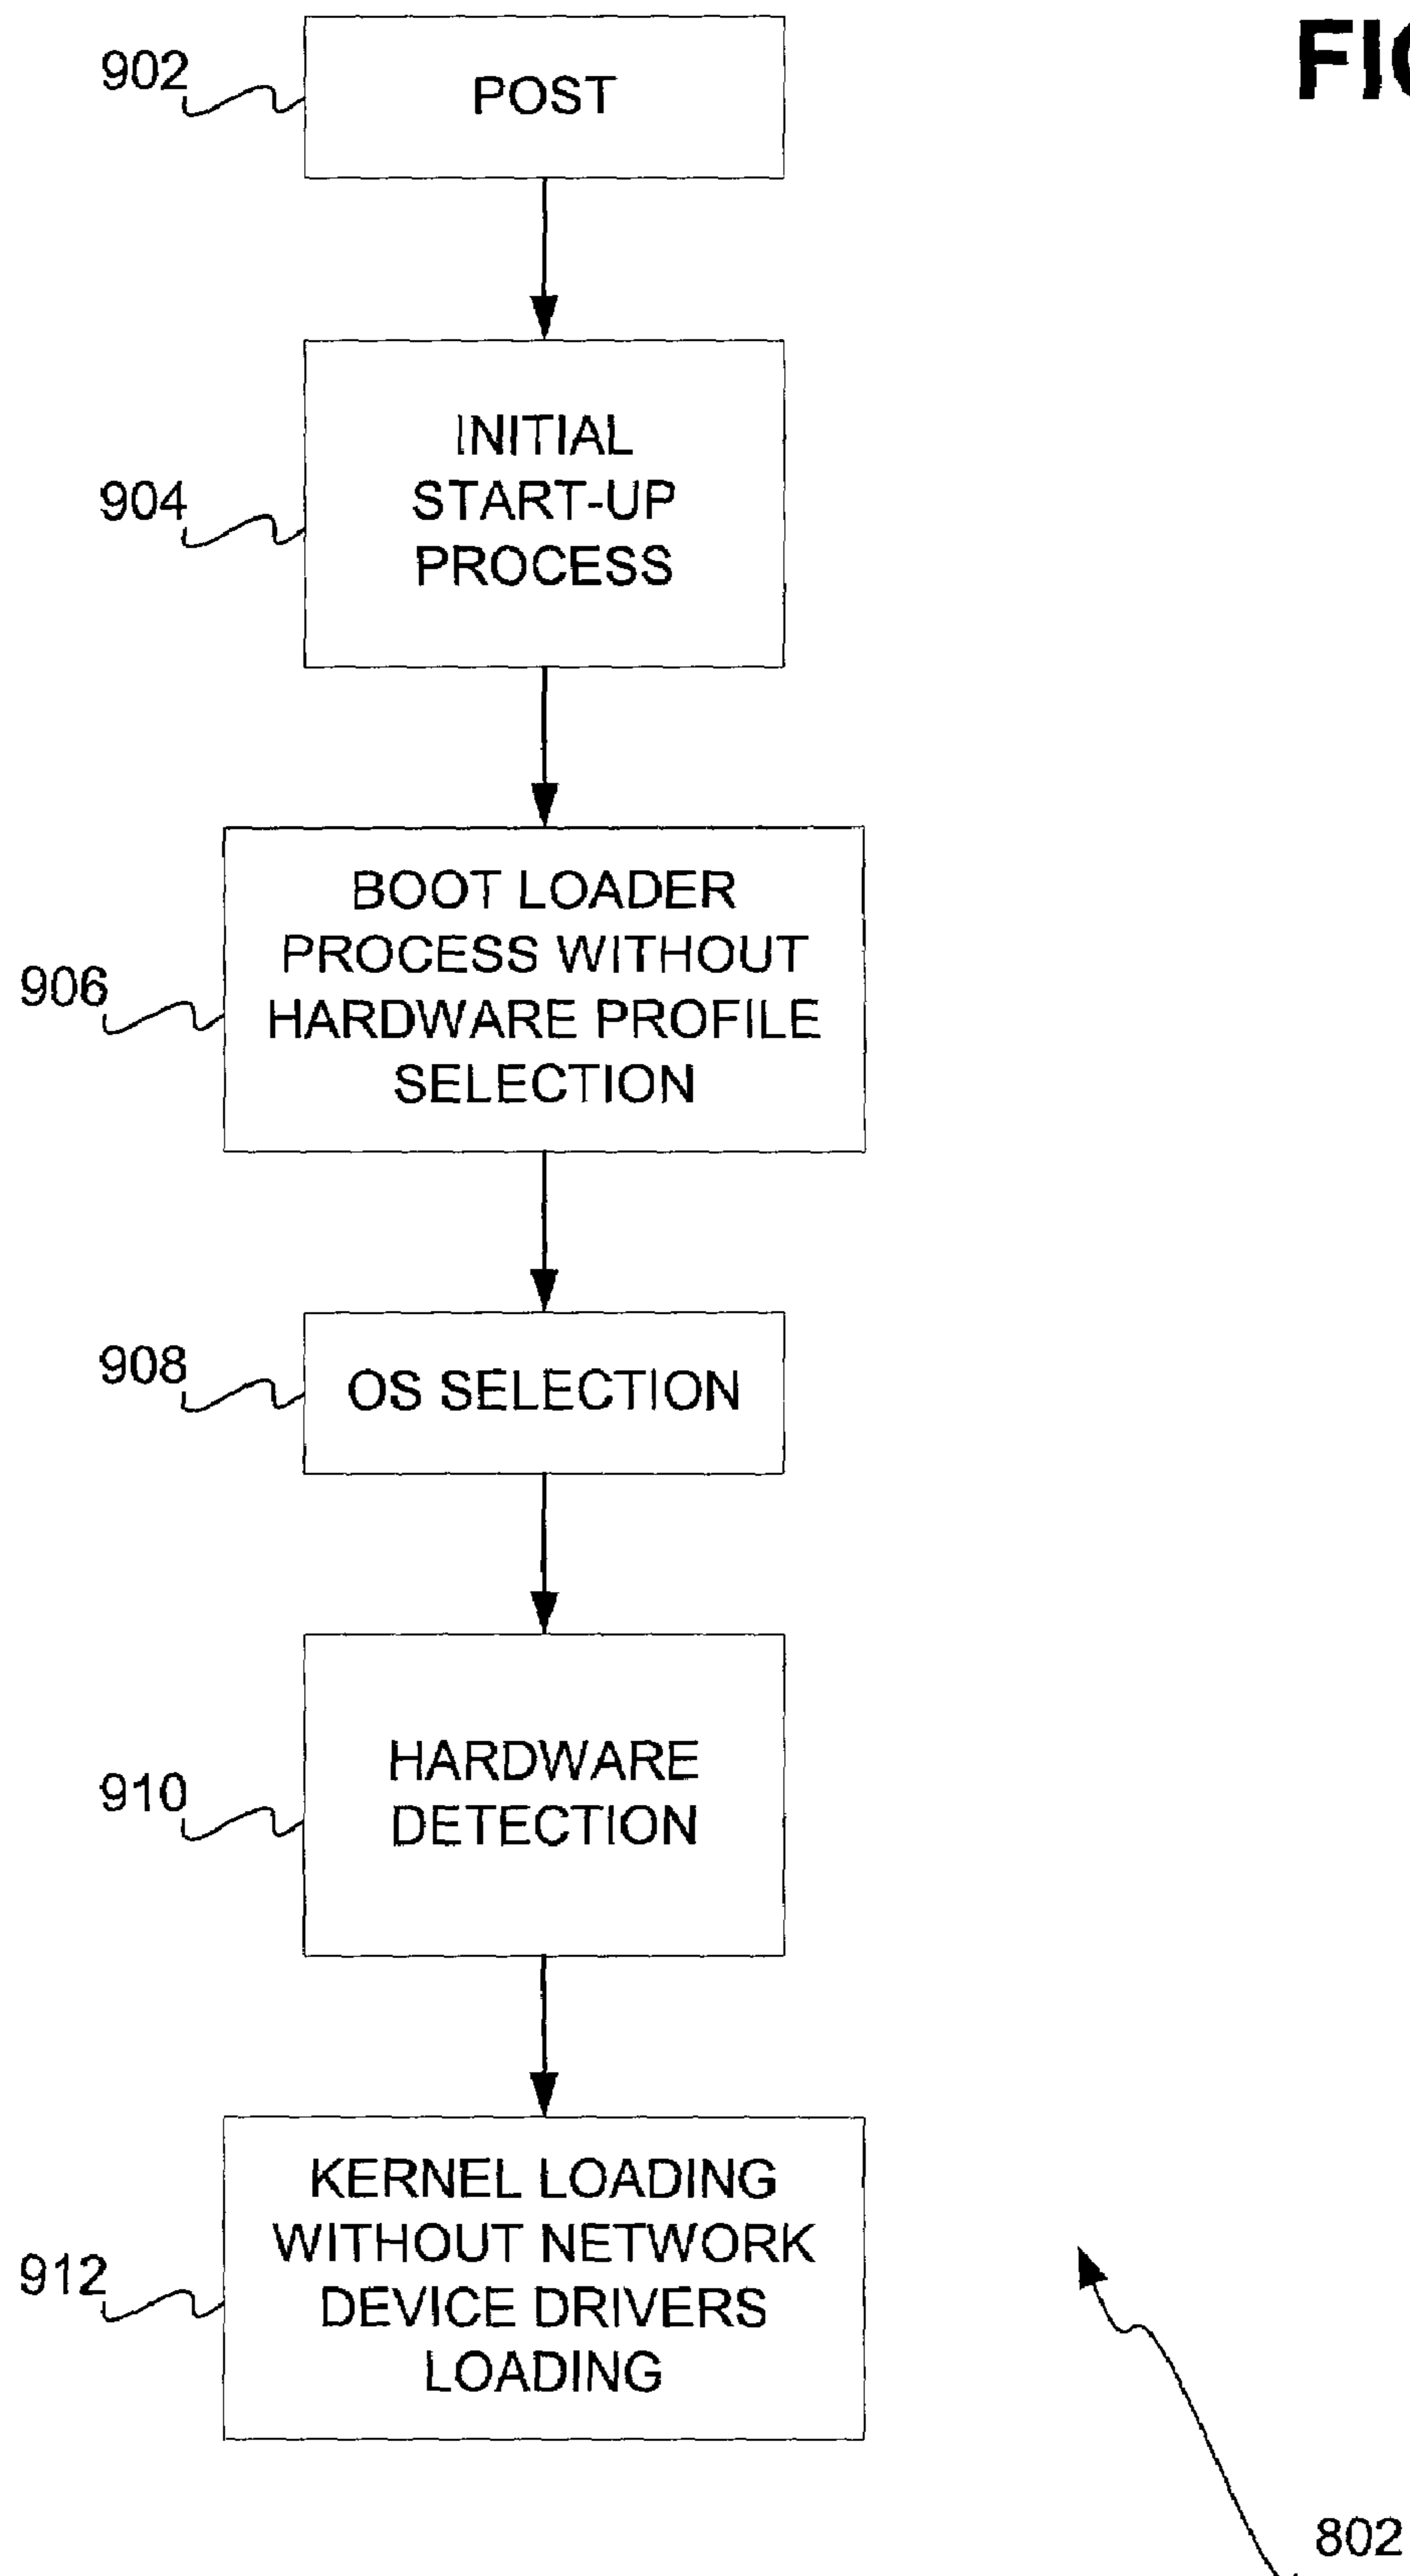 FIG
902
POST
904
INITIAL
START-UP
PROCESS
906
BOOT LOADER
PROCESS WITHOUT
HARDWARE PROFILE
SELECTION
908
OS SELECTION
910
HARDWARE
DETECTION
912
KERNEL LOADING
WITHOUT NETWORK
DEVICE DRIVERS
LOADING
802